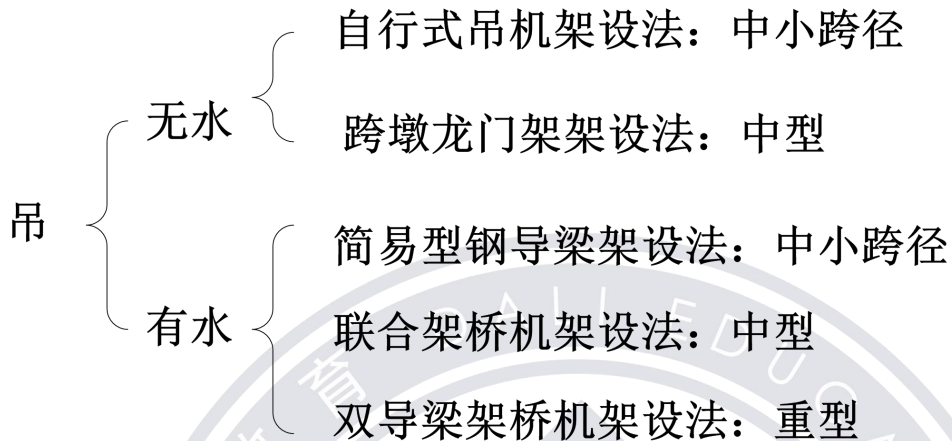 自行式吊机架设法：中小跨径
无水
跨墩龙门架架设法：中型
吊
简易型钢导梁架设法：中小跨径
有水
联合架桥机架设法：中型
双导梁架桥机架设法：重型
育 DAILI EDUCA